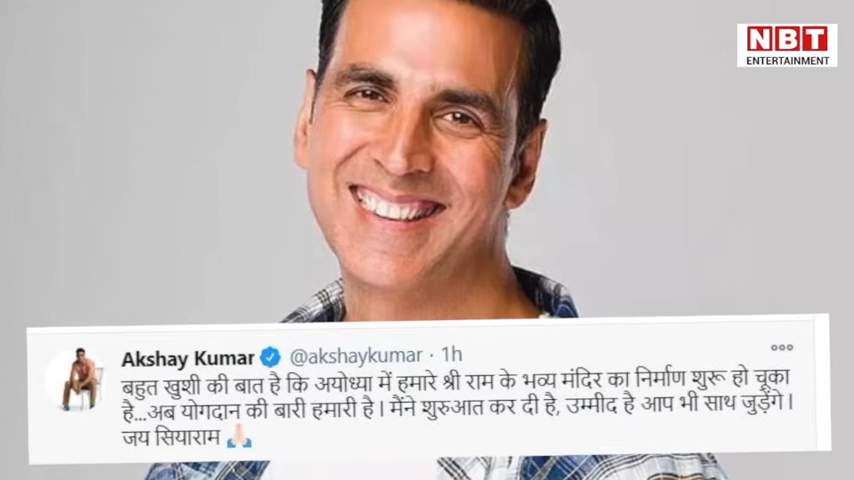 NBT
ENTERTAINMENT
Akshay Kumar @akshaykumar · 1h
बहुत खुशी की बात है कि अयोध्या में हमारे श्री राम के भव्य मंदिर का निर्माण शुरू हो चूका
है...अब योगदान की बारी हमारी है। मैंने शुरुआत कर दी है, उम्मीद है आप भी साथ जुड़ेंगे।
जय सियाराम 🙏🏻